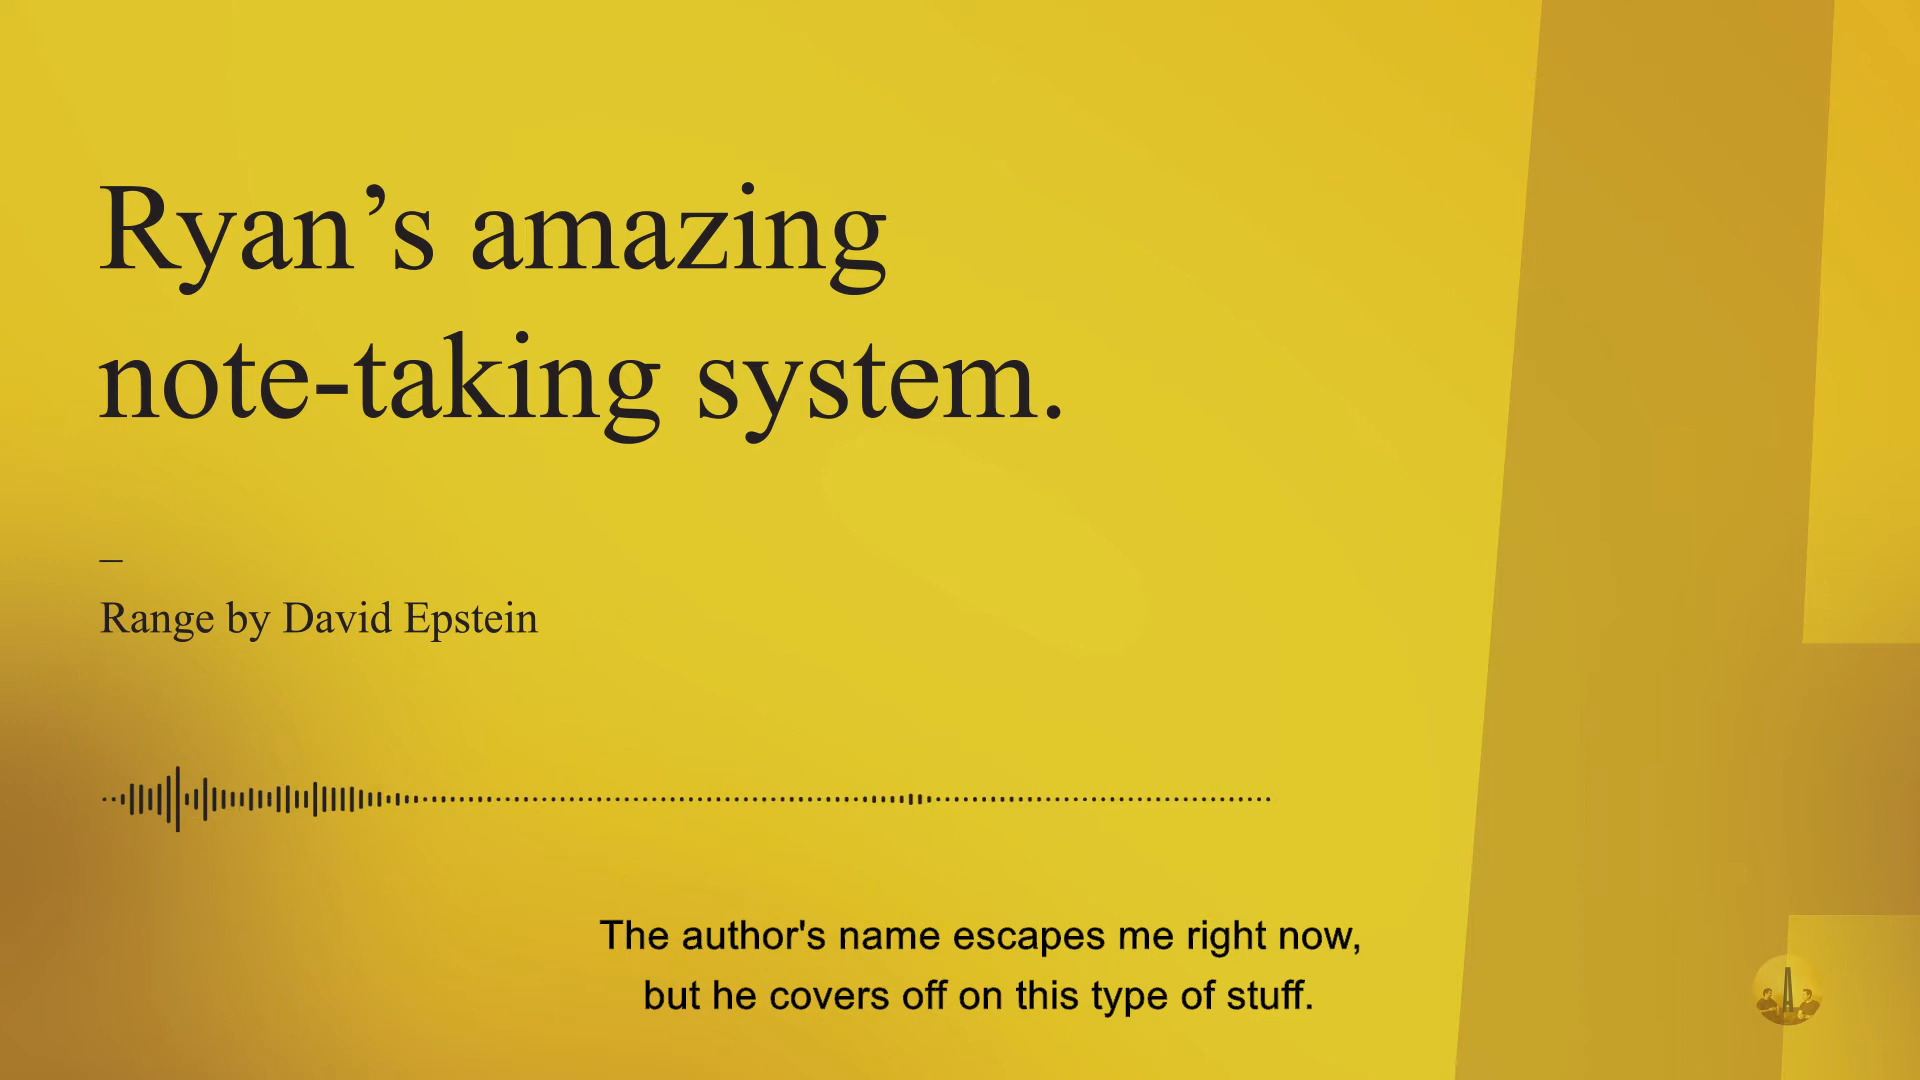 Ryan’s amazing
note-taking system.
–
Range by David Epstein
The author's name escapes me right now,
but he covers off on this type of stuff.